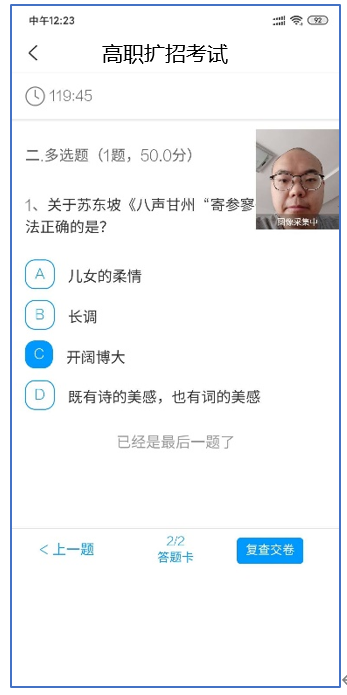 中午12:23
92
高职扩招考试
119:45
二.多选题（1题，50.0分）
图像采集中
1、关于苏东坡《八声甘州“寄参寥
法正确的是？
A 儿女的柔情
B 长调
C 开阔博大
D 既有诗的美感，也有词的美感
已经是最后一题了
< 上一题
2/2
答题卡
复查交卷